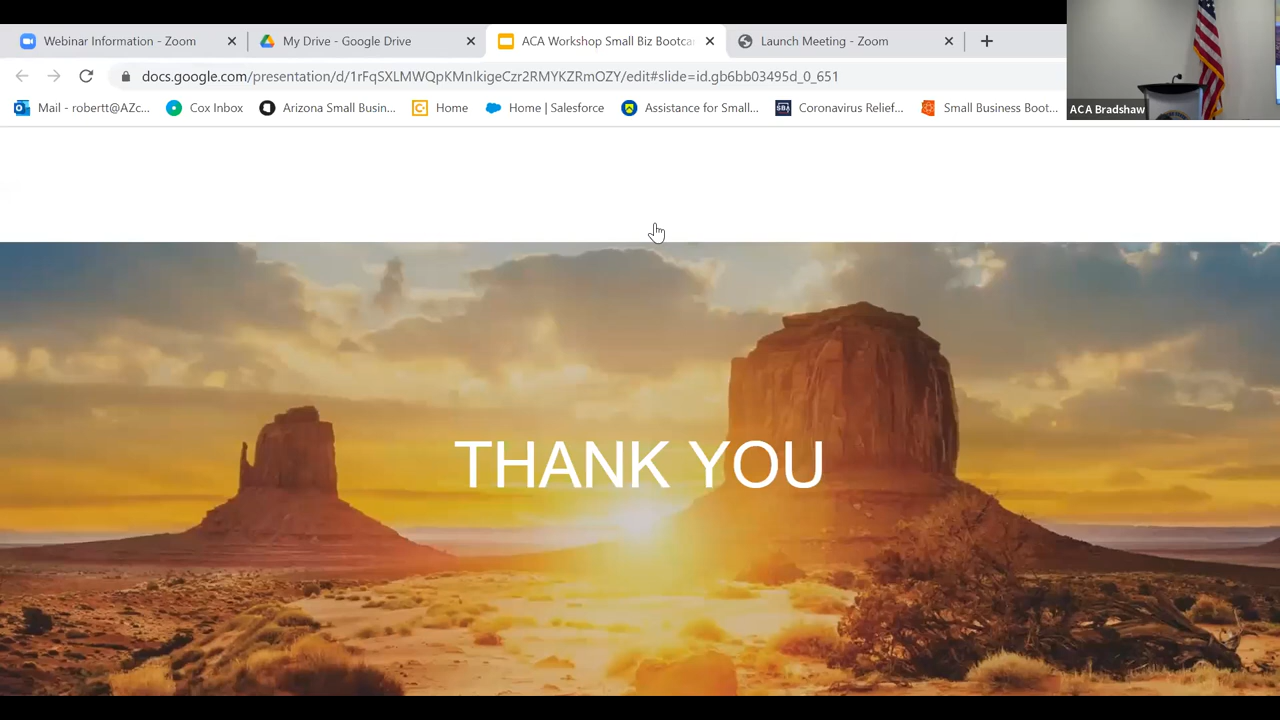 Webinar Information - Zoom
My Drive - Google Drive
ACA Workshop Small Biz Bootca
Launch Meeting - Zoom
docs.google.com/presentation/d/1rFqSXLMWQpKMnIkigeCzr2RMYKZRmOZY/edit#slide=id.gb6bb03495d_0_651
Mail - robertt@AZc...
Cox Inbox
Arizona Small Busin...
Home
Home | Salesforce
Assistance for Small...
SBA
Coronavirus Relief...
Small Business Boot...
ACA Bradshaw
THANK YOU